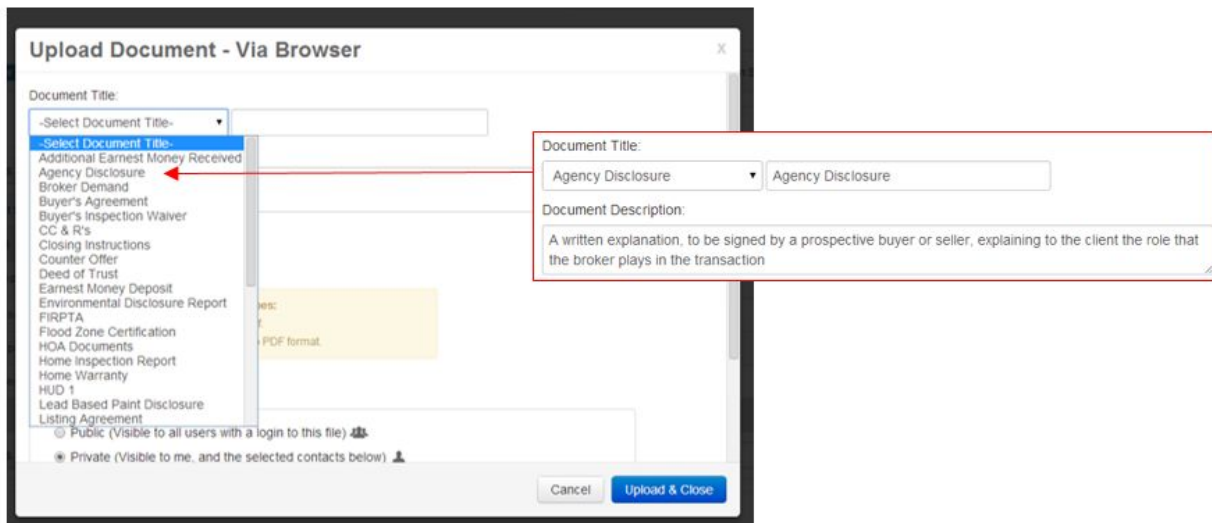 Upload Document - Via Browser
x
Document Title:
-Select Document Title-
-Select Document Title-
Additional Earnest Money Received
Agency Disclosure
Broker Demand
Buyer's Agreement
Buyer's Inspection Waiver
CC & R's
Closing Instructions
Counter Offer
Deed of Trust
Earnest Money Deposit
Environmental Disclosure Report
FIRPTA
Flood Zone Certification
HOA Documents
Home Inspection Report
Home Warranty
HUD 1
Lead Based Paint Disclosure
Listing Agreement
PDF format.
Public (Visible to all users with a login to this file)
Private (Visible to me, and the selected contacts below)
Cancel
Upload & Close
Document Title:
Agency Disclosure
Agency Disclosure
Document Description:
A written explanation, to be signed by a prospective buyer or seller, explaining to the client the role that
the broker plays in the transaction